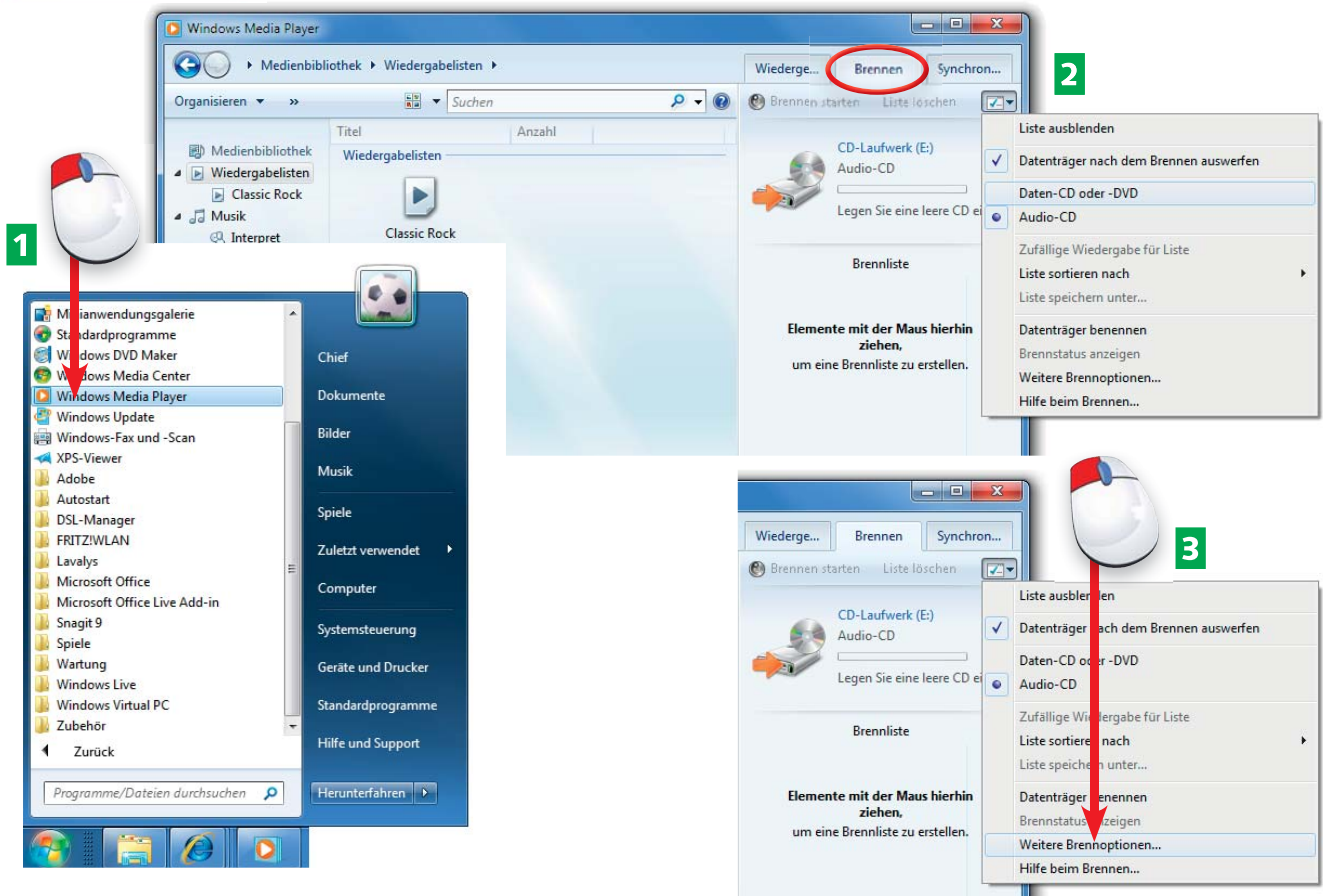 Windows Media Player
Medienbibliothek Wiedergabelisten
Wiederge... Brennen Synchron...
Organisieren »
Suchen
Brennen starten Liste löschen
Titel Anzahl
Medienbibliothek
Wiedergabelisten
Classic Rock
Musik
Interpret
Wiedergabelisten
Classic Rock
CD-Laufwerk (E:)
Audio-CD
Legen Sie eine leere CD
Brennliste
Elemente mit der Maus hierhin
ziehen,
um eine Brennliste zu erstellen.
2
Liste ausblenden
Datenträger nach dem Brennen auswerfen
Daten-CD oder -DVD
Audio-CD
Zufällige Wiedergabe für Liste
Liste sortieren nach
Liste speichern unter...
Datenträger benennen
Brennstatus anzeigen
Weitere Brennoptionen...
Hilfe beim Brennen...
1
Standardprogramme
Windows DVD Maker
Windows Media Center
Windows Media Player
Windows Update
Windows-Fax und -Scan
XPS-Viewer
Adobe
Autostart
DSL-Manager
FRITZ!WLAN
Lavalys
Microsoft Office
Microsoft Office Live Add-in
Snagit 9
Spiele
Wartung
Windows Live
Windows Virtual PC
Zubehör
Zurück
Programme/Dateien durchsuchen
Chief
Dokumente
Bilder
Musik
Spiele
Zuletzt verwendet
Computer
Systemsteuerung
Geräte und Drucker
Standardprogramme
Hilfe und Support
Herunterfahren
3
Wiederge... Brennen Synchron...
Brennen starten Liste löschen
CD-Laufwerk (E:)
Audio-CD
Legen Sie eine leere CD
Brennliste
Elemente mit der Maus hierhin
ziehen,
um eine Brennliste zu erstellen.
Liste ausblenden
Datenträger nach dem Brennen auswerfen
Daten-CD oder -DVD
Audio-CD
Zufällige Wiedergabe für Liste
Liste sortieren nach
Liste speichern unter...
Datenträger benennen
Brennstatus anzeigen
Weitere Brennoptionen...
Hilfe beim Brennen...